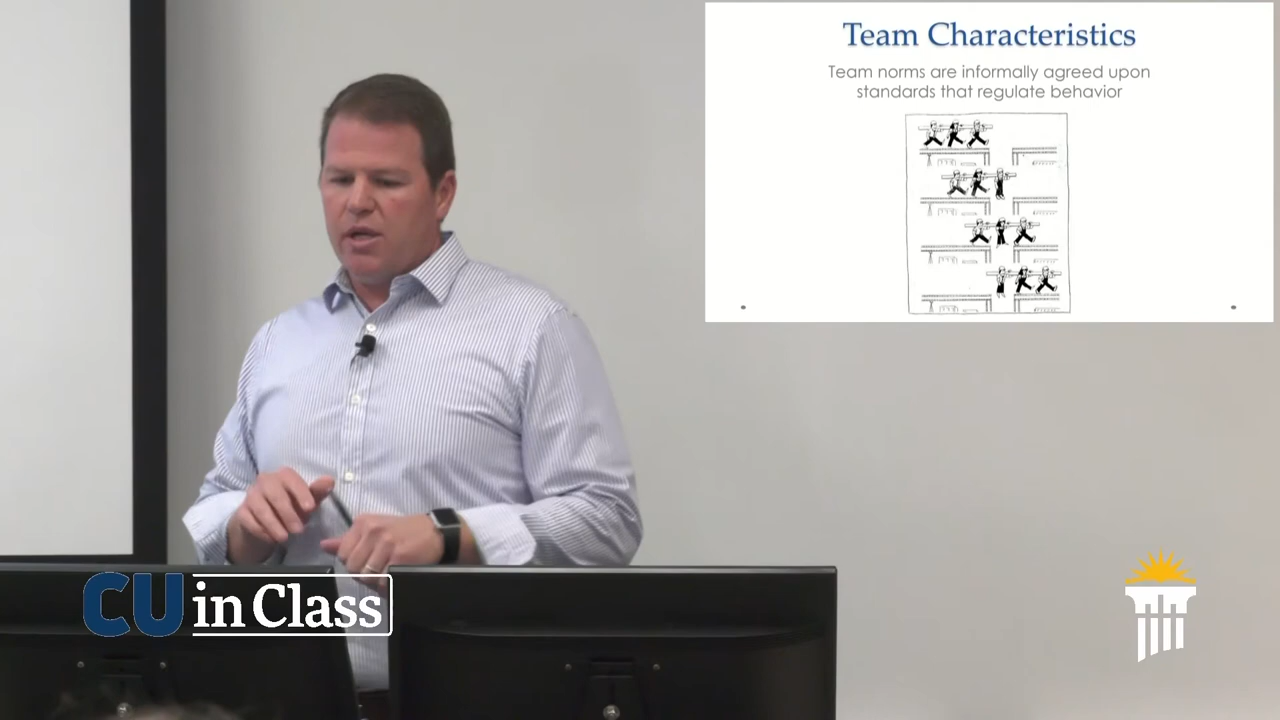 Team Characteristics
Team norms are informally agreed upon
standards that regulate behavior
CU in Class